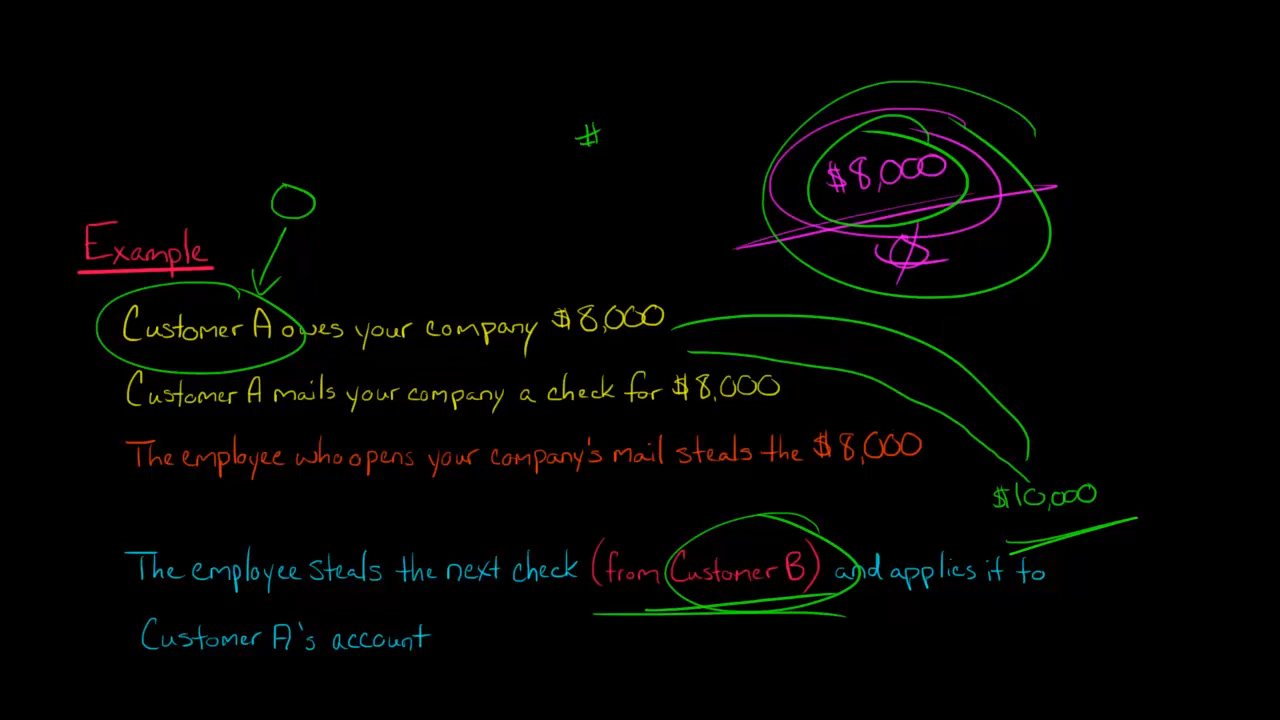 #
$8,000
Example
Customer A owes your company $8,000
Customer A mails your company a check for $8,000
The employee who opens your company's mail steals the $8,000
$10,000
The employee steals the next check (from Customer B) and applies it to
Customer A's account